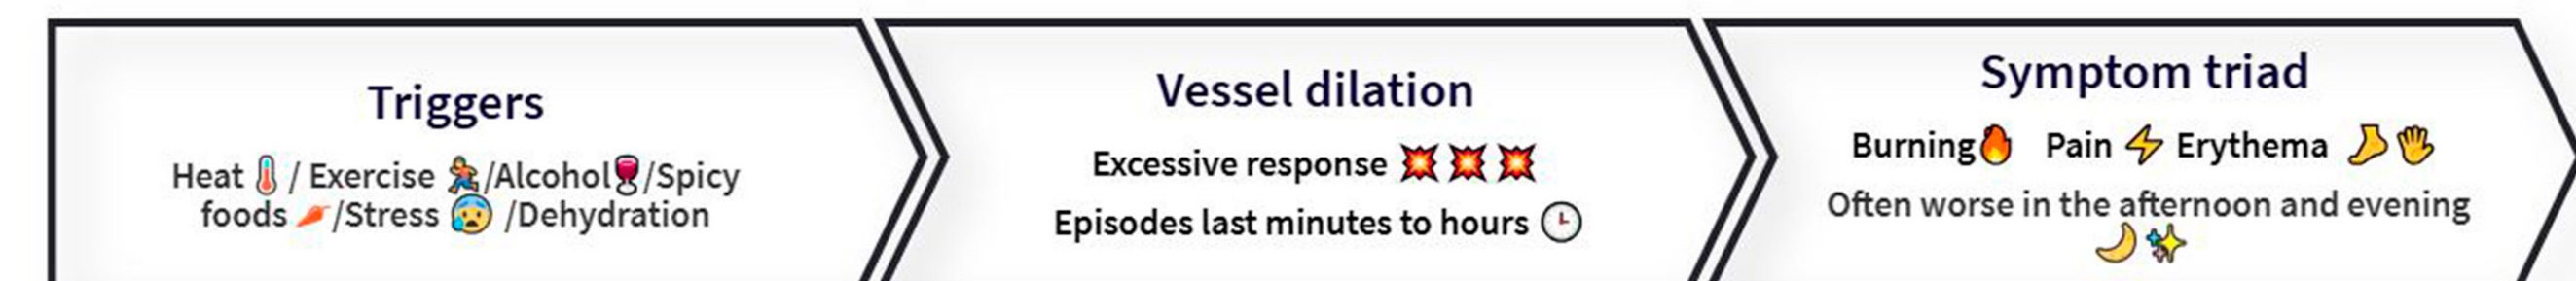 Triggers
Heat 🌡️ / Exercise 🏃/Alcohol🍷/Spicy
foods 🌶️/Stress 😰 /Dehydration
Vessel dilation
Excessive response 💥 💥 💥
Episodes last minutes to hours 🕒
Symptom triad
Burning🔥 Pain ⚡ Erythema 🦶🤚
Often worse in the afternoon and evening
🌙✨